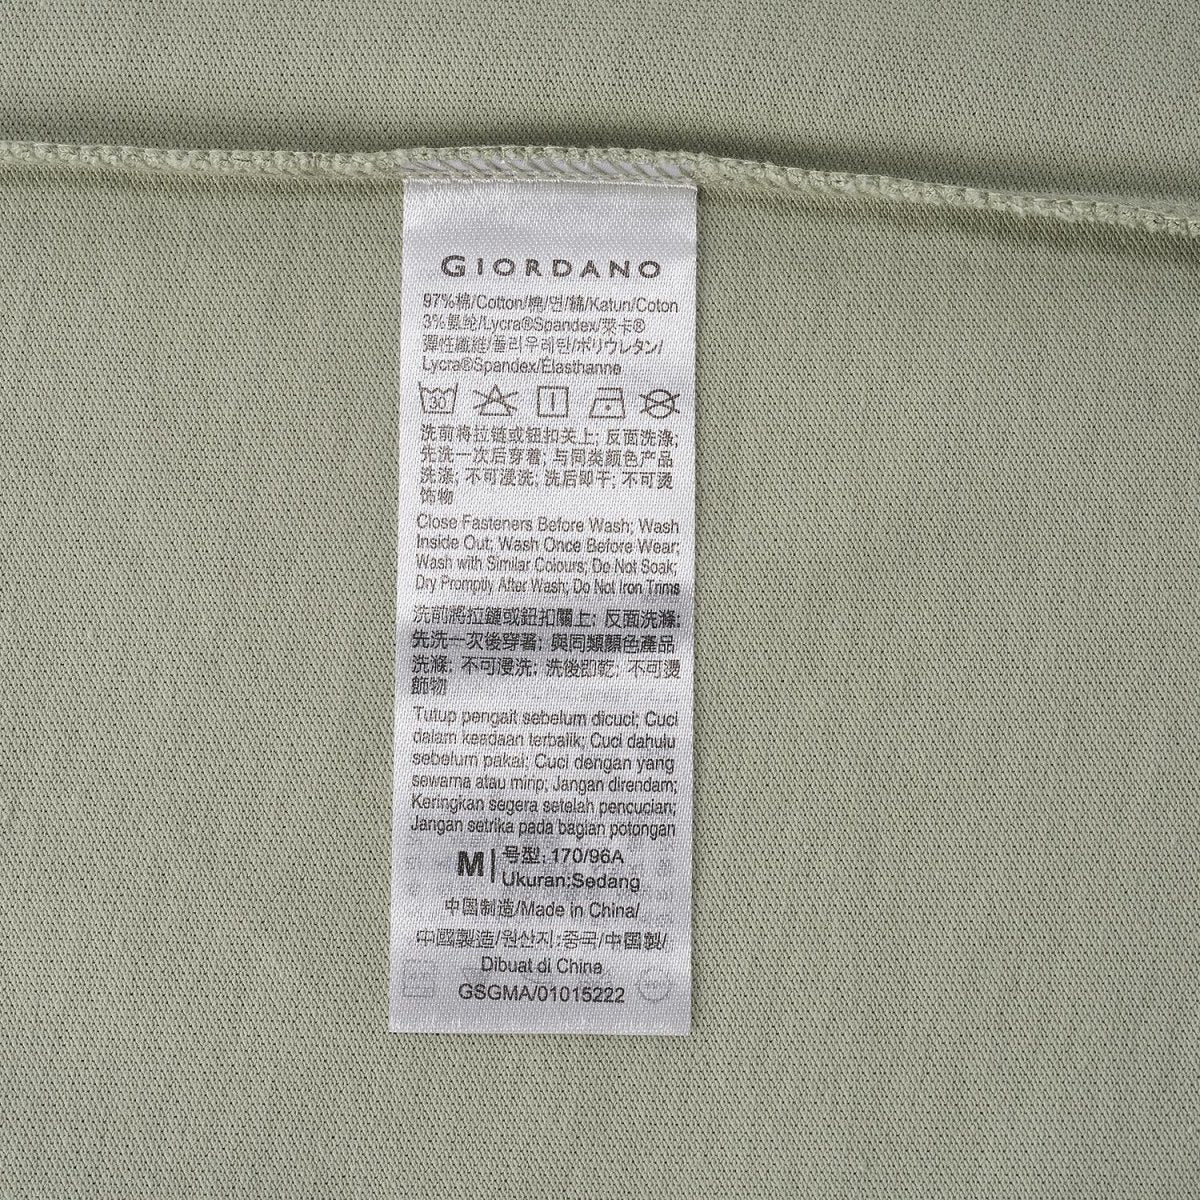 GIORDANO
97%棉/Cotton/棉/면/綿/Katun/Coton
3%氨纶/Lycra®Spandex/萊卡®
彈性纖維/폴리우레탄/ポリウレタン/
Lycra®Spandex/Élasthanne
30
洗前将拉链或钮扣关上; 反面洗涤;
先洗一次后穿着; 与同类颜色产品
洗涤; 不可浸洗; 洗后即干; 不可烫
饰物
Close Fasteners Before Wash; Wash
Inside Out; Wash Once Before Wear;
Wash with Similar Colours; Do Not Soak;
Dry Promptly After Wash; Do Not Iron Trims
洗前將拉鏈或鈕扣關上; 反面洗滌;
先洗一次後穿著; 與同類顏色產品
洗滌; 不可浸洗; 洗後即乾; 不可燙
飾物
Tutup pengait sebelum dicuci; Cuci
dalam keadaan terbalik; Cuci dahulu
sebelum pakai; Cuci dengan yang
sewarna atau mirip; Jangan direndam;
Keringkan segera setelah pencucian;
Jangan setrika pada bagian potongan
M 号型: 170/96A
Ukuran:Sedang
中国制造/Made in China/
中國製造/원산지:중국/中国製/
Dibuat di China
GSGMA/01015222